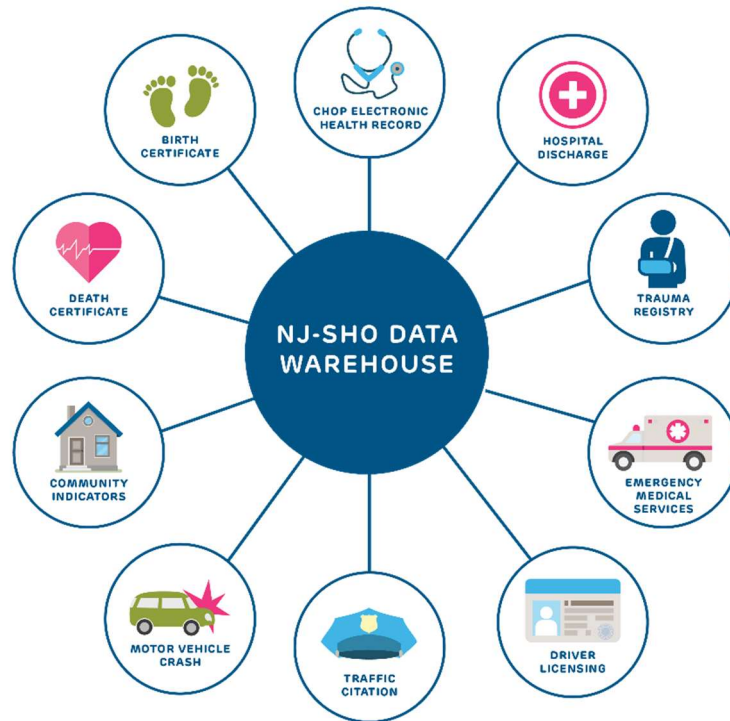 NJ-SHO DATA
WAREHOUSE
CHOP ELECTRONIC
HEALTH RECORD
HOSPITAL
DISCHARGE
TRAUMA
REGISTRY
EMERGENCY
MEDICAL
SERVICES
DRIVER
LICENSING
TRAFFIC
CITATION
MOTOR VEHICLE
CRASH
COMMUNITY
INDICATORS
DEATH
CERTIFICATE
BIRTH
CERTIFICATE